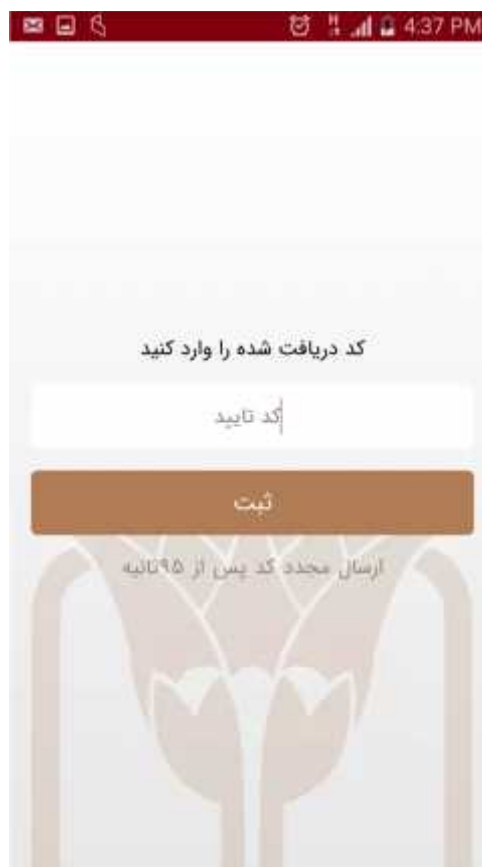 4:37 PM
کد دریافت شده را وارد کنید
کد تایید
ثبت
ارسال مجدد کد پس از ۹۵ثانیه